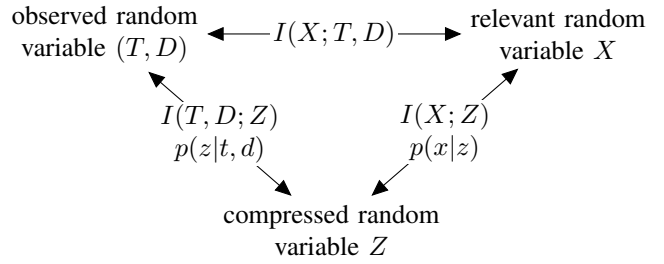 observed random
variable (T, D)
I(X; T, D)
relevant random
variable X
I(T, D; Z)
p(z|t, d)
I(X; Z)
p(x|z)
compressed random
variable Z